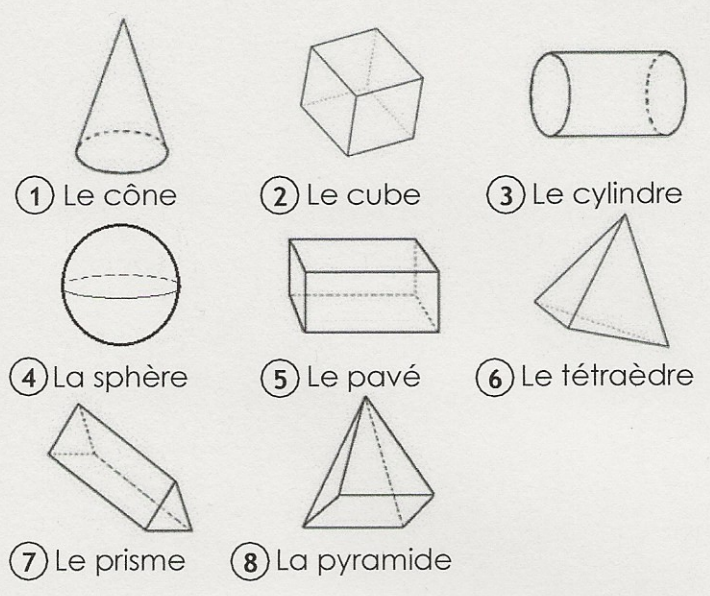 1 Le cône 2 Le cube 3 Le cylindre
4 La sphère 5 Le pavé 6 Le tétraèdre
7 Le prisme 8 La pyramide